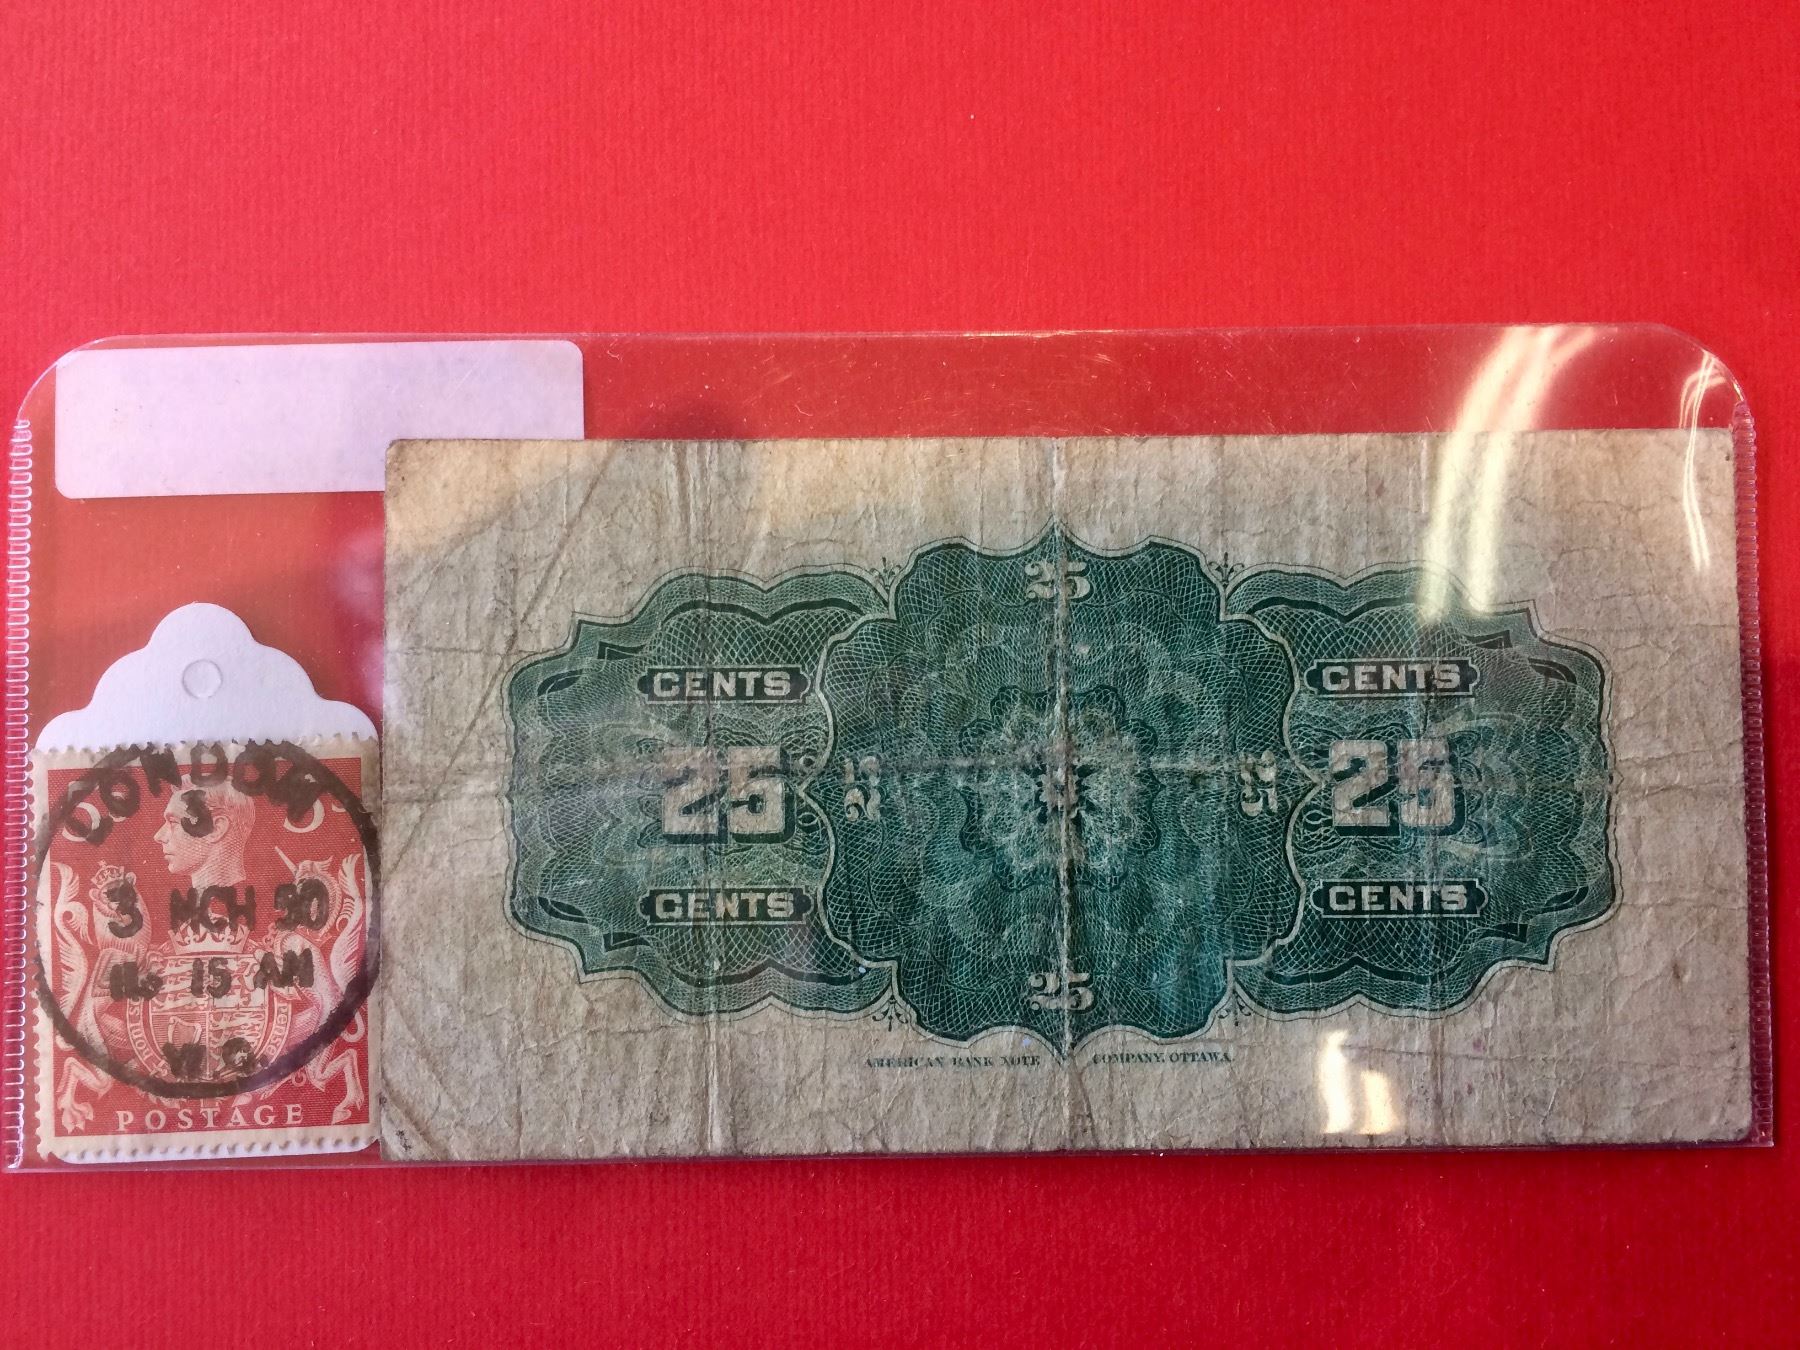 25
CENTS CENTS
25 25 25 25
CENTS CENTS
25
AMERICAN BANK NOTE COMPANY, OTTAWA.
LONDON
3
3 MCH 50
15 AM
W.C.
POSTAGE